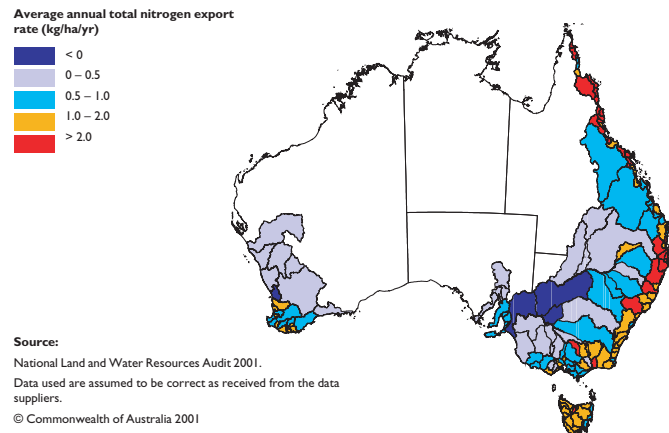 Average annual total nitrogen export
rate (kg/ha/yr)
< 0
0 – 0.5
0.5 – 1.0
1.0 – 2.0
> 2.0
Source:
National Land and Water Resources Audit 2001.
Data used are assumed to be correct as received from the data
suppliers.
© Commonwealth of Australia 2001